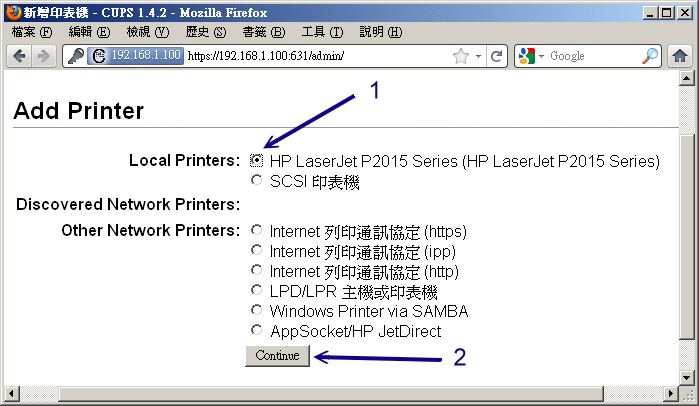 新增印表機 - CUPS 1.4.2 - Mozilla Firefox
檔案 (F) 編輯 (E) 檢視 (V) 歷史 (S) 書籤 (B) 工具 (T) 說明 (H)
192.168.1.100 https://192.168.1.100:631/admin/ Google
1
Add Printer
Local Printers: HP LaserJet P2015 Series (HP LaserJet P2015 Series)
SCSI 印表機
Discovered Network Printers:
Other Network Printers: Internet 列印通訊協定 (https)
Internet 列印通訊協定 (ipp)
Internet 列印通訊協定 (http)
LPD/LPR 主機或印表機
Windows Printer via SAMBA
AppSocket/HP JetDirect
Continue 2